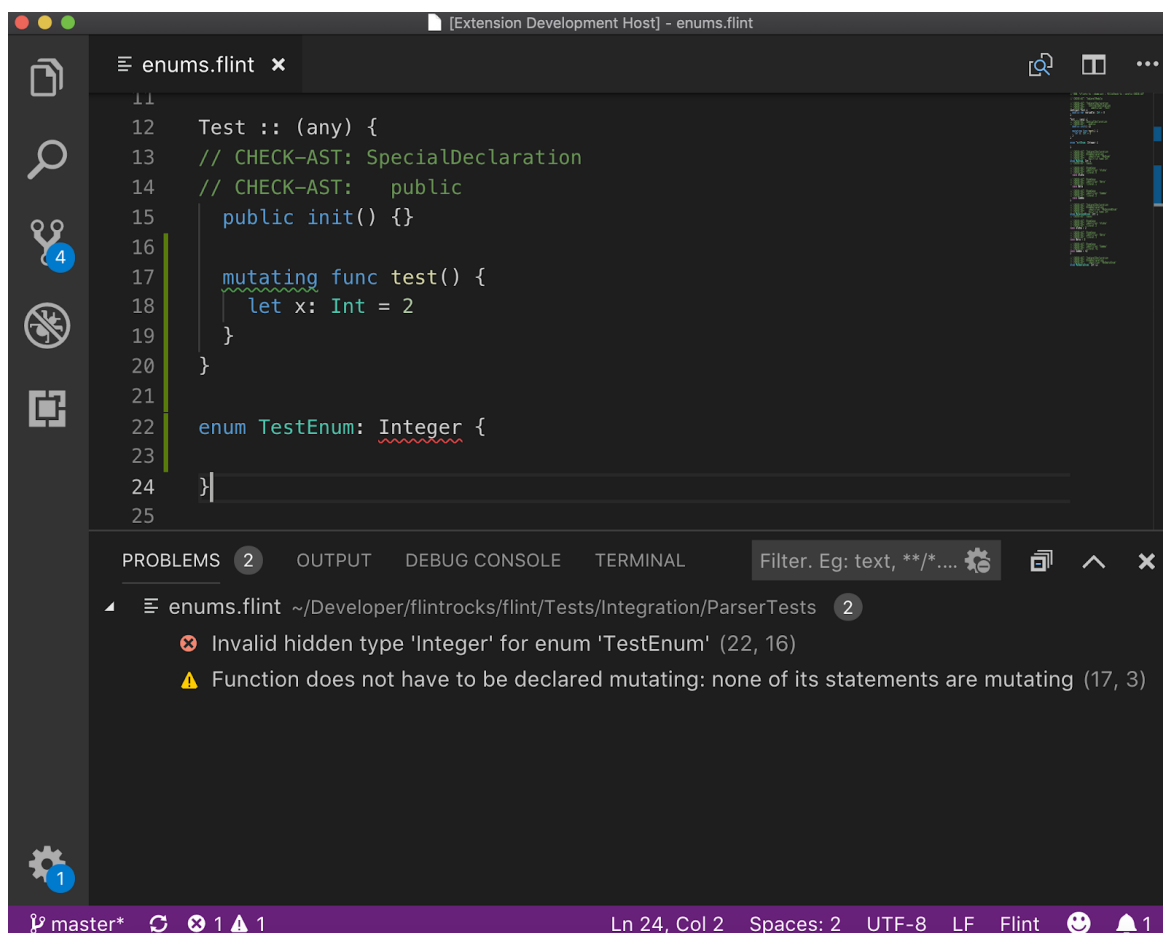 [Extension Development Host] - enums.flint
enums.flint
11
12 Test :: (any) {
13 // CHECK-AST: SpecialDeclaration
14 // CHECK-AST:   public
15   public init() {}
16
17   mutating func test() {
18     let x: Int = 2
19   }
20 }
21
22 enum TestEnum: Integer {
23
24 }
25
4
PROBLEMS 2 OUTPUT DEBUG CONSOLE TERMINAL Filter. Eg: text, **/*....
enums.flint ~/Developer/flintrocks/flint/Tests/Integration/ParserTests 2
Invalid hidden type 'Integer' for enum 'TestEnum' (22, 16)
Function does not have to be declared mutating: none of its statements are mutating (17, 3)
1
master* 1 1 Ln 24, Col 2 Spaces: 2 UTF-8 LF Flint 1